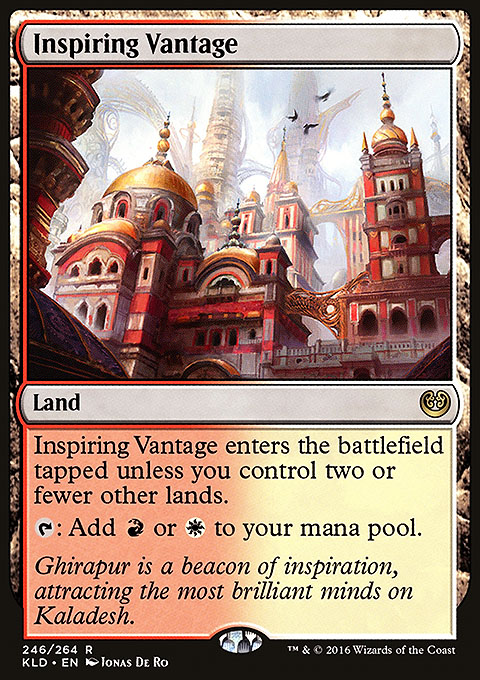 Inspiring Vantage
Land
Inspiring Vantage enters the battlefield
tapped unless you control two or
fewer other lands.
: Add or to your mana pool.
Ghirapur is a beacon of inspiration,
attracting the most brilliant minds on
Kaladesh.
246/264 R
KLD • EN Jonas De Ro
™ & © 2016 Wizards of the Coast